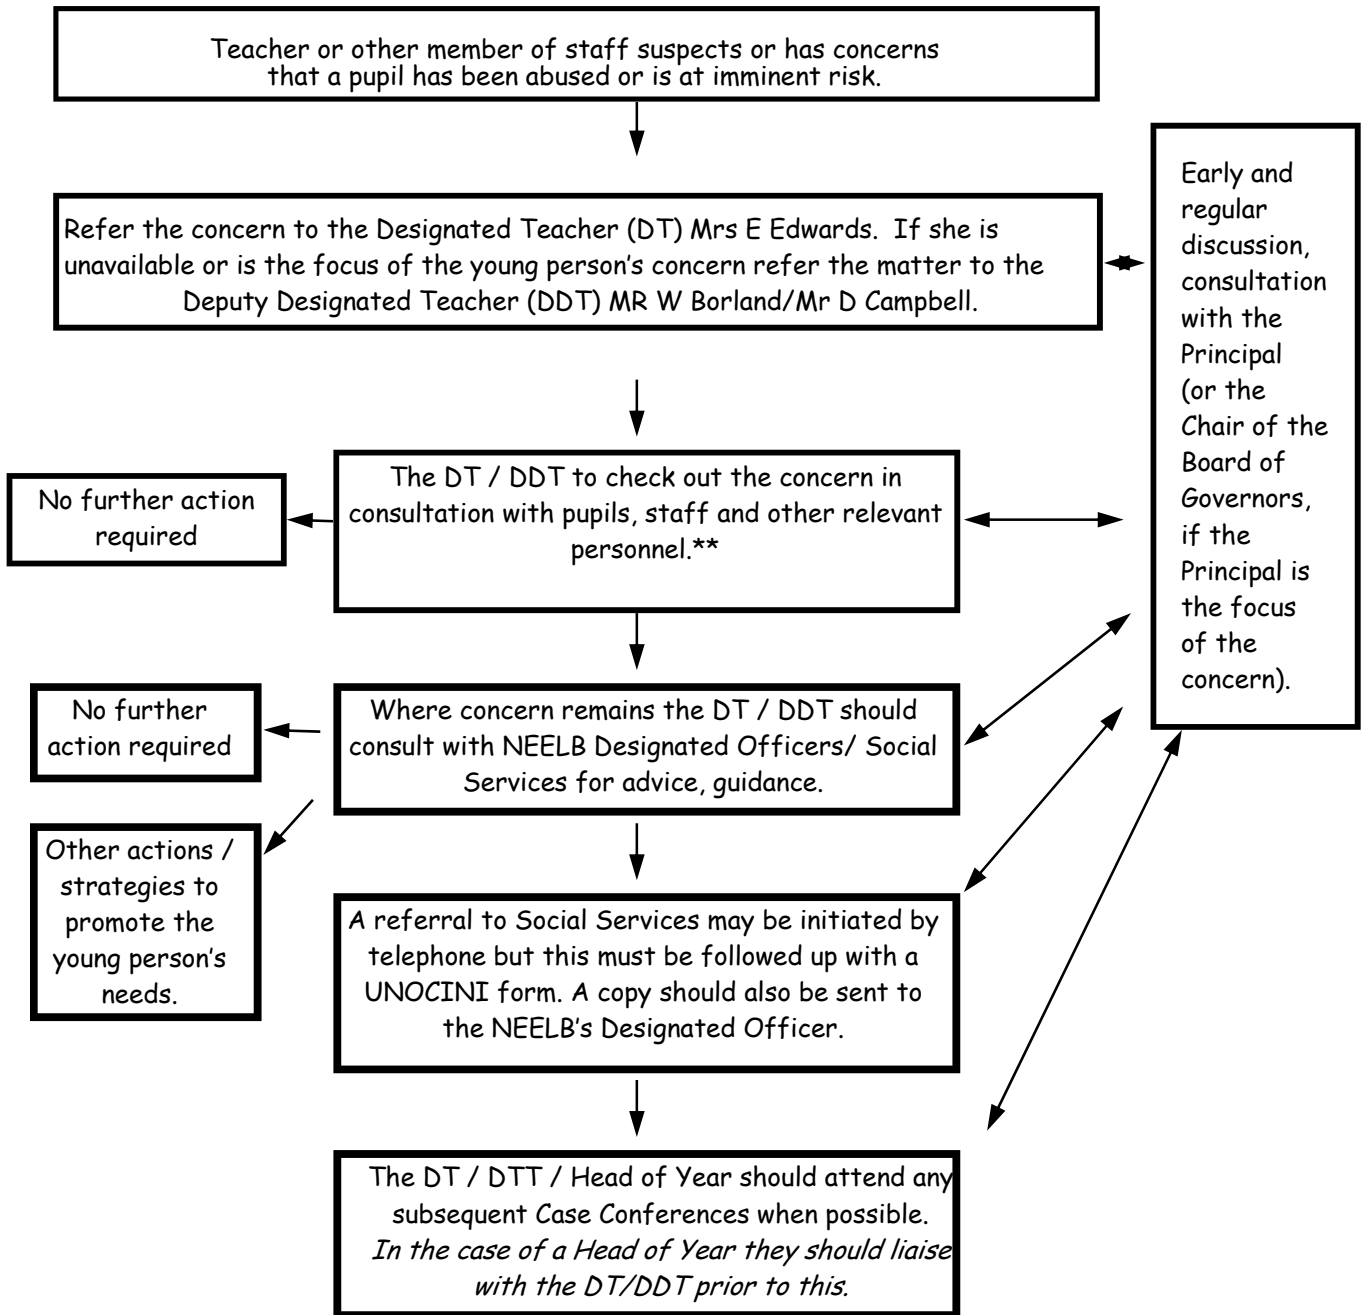 Teacher or other member of staff suspects or has concerns
that a pupil has been abused or is at imminent risk.
Refer the concern to the Designated Teacher (DT) Mrs E Edwards. If she is
unavailable or is the focus of the young person's concern refer the matter to the
Deputy Designated Teacher (DDT) MR W Borland/Mr D Campbell.
Early and
regular
discussion,
consultation
with the
Principal
(or the
Chair of the
Board of
Governors,
if the
Principal is
the focus
of the
concern).
The DT / DDT to check out the concern in
consultation with pupils, staff and other relevant
personnel.**
No further action
required
Where concern remains the DT / DDT should
consult with NEELB Designated Officers/ Social
Services for advice, guidance.
No further
action required
Other actions /
strategies to
promote the
young person's
needs.
A referral to Social Services may be initiated by
telephone but this must be followed up with a
UNOCINI form. A copy should also be sent to
the NEELB's Designated Officer.
The DT / DTT / Head of Year should attend any
subsequent Case Conferences when possible.
In the case of a Head of Year they should liaise
with the DT/DDT prior to this.